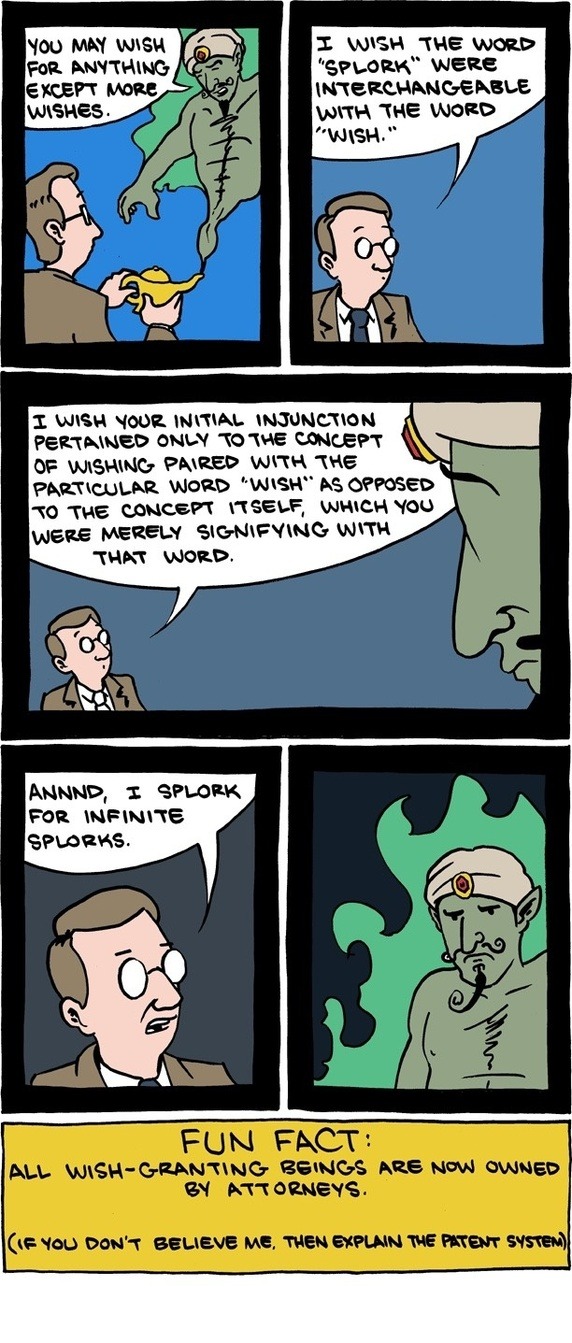 YOU MAY WISH
FOR ANYTHING
EXCEPT MORE
WISHES.
I WISH THE WORD
"SPLORK" WERE
INTERCHANGEABLE
WITH THE WORD
"WISH."
I WISH YOUR INITIAL INJUNCTION
PERTAINED ONLY TO THE CONCEPT
OF WISHING PAIRED WITH THE
PARTICULAR WORD "WISH" AS OPPOSED
TO THE CONCEPT ITSELF, WHICH YOU
WERE MERELY SIGNIFYING WITH
THAT WORD.
ANNND, I SPLORK
FOR INFINITE
SPLORKS.
FUN FACT:
ALL WISH-GRANTING BEINGS ARE NOW OWNED
BY ATTORNEYS.
(IF YOU DON'T BELIEVE ME, THEN EXPLAIN THE PATENT SYSTEM)